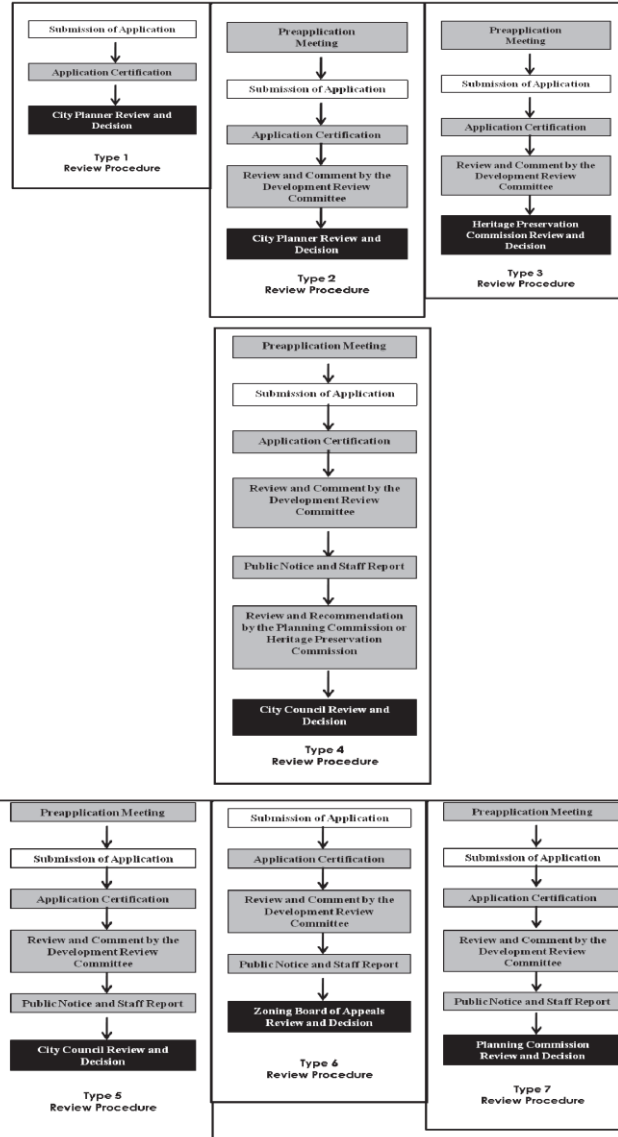 Submission of Application
Application Certification
City Planner Review and
Decision
Type 1
Review Procedure
Preapplication
Meeting
Submission of Application
Application Certification
Review and Comment by the
Development Review
Committee
City Planner Review and
Decision
Type 2
Review Procedure
Preapplication
Meeting
Submission of Application
Application Certification
Review and Comment by the
Development Review
Committee
Heritage Preservation
Commission Review and
Decision
Type 3
Review Procedure
Preapplication Meeting
Submission of Application
Application Certification
Review and Comment by the
Development Review
Committee
Public Notice and Staff Report
Review and Recommendation
by the Planning Commission or
Heritage Preservation
Commission
City Council Review and
Decision
Type 4
Review Procedure
Preapplication Meeting
Submission of Application
Application Certification
Review and Comment by the
Development Review
Committee
Public Notice and Staff Report
City Council Review and
Decision
Type 5
Review Procedure
Submission of Application
Application Certification
Review and Comment by the
Development Review
Committee
Public Notice and Staff Report
Zoning Board of Appeals
Review and Decision
Type 6
Review Procedure
Preapplication Meeting
Submission of Application
Application Certification
Review and Comment by the
Development Review
Committee
Public Notice and Staff Report
Planning Commission
Review and Decision
Type 7
Review Procedure